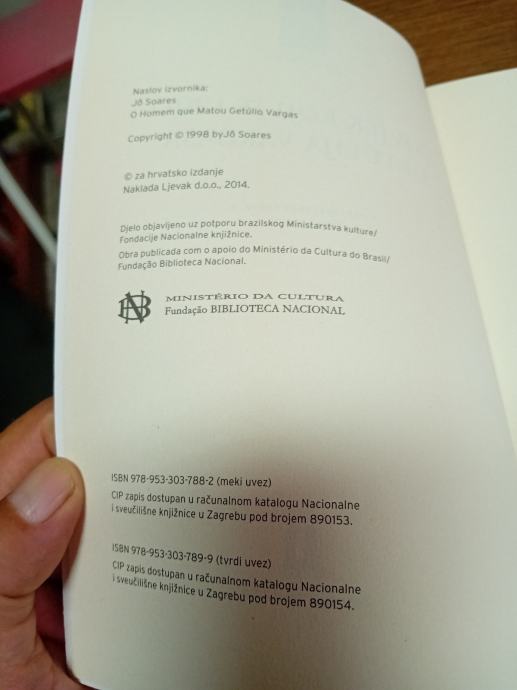 Naslov izvornika:
Jô Soares
O Homem que Matou Getúlio Vargas
Copyright © 1998 byJô Soares
© za hrvatsko izdanje
Naklada Ljevak d.o.o., 2014.
Djelo objavljeno uz potporu brazilskog Ministarstva kulture/
Fondacije Nacionalne knjižnice.
Obra publicada com o apoio do Ministério da Cultura do Brasil/
Fundação Biblioteca Nacional.
MINISTÉRIO DA CULTURA
Fundação BIBLIOTECA NACIONAL
ISBN 978-953-303-788-2 (meki uvez)
CIP zapis dostupan u računalnom katalogu Nacionalne
i sveučilišne knjižnice u Zagrebu pod brojem 890153.
ISBN 978-953-303-789-9 (tvrdi uvez)
CIP zapis dostupan u računalnom katalogu Nacionalne
i sveučilišne knjižnice u Zagrebu pod brojem 890154.